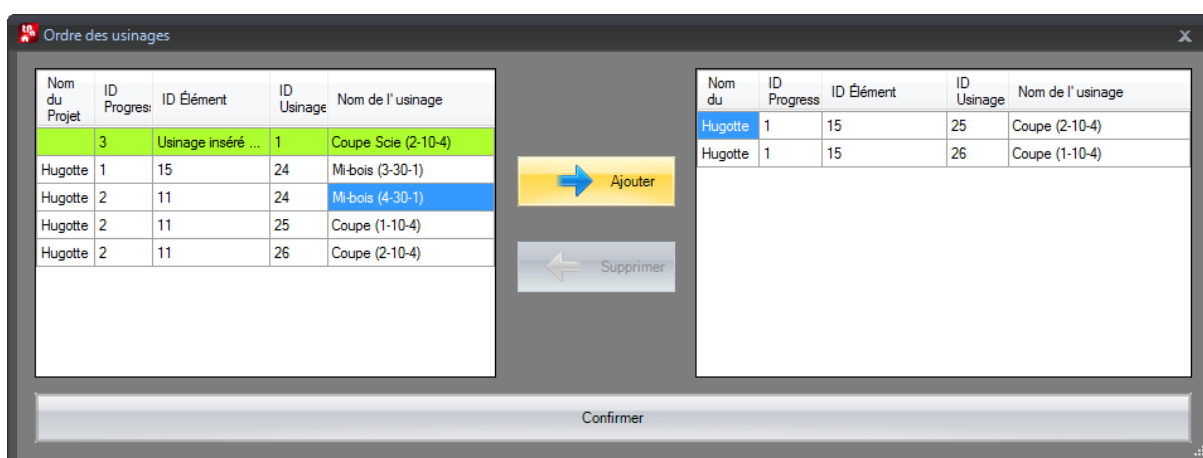 Ordre des usinages
Nom du Projet ID Progres: ID Élément ID Usinage Nom de l' usinage
3 Usinage inséré ... 1 Coupe Scie (2-10-4)
Hugotte 1 15 24 Mi-bois (3-30-1)
Hugotte 2 11 24 Mi-bois (4-30-1)
Hugotte 2 11 25 Coupe (1-10-4)
Hugotte 2 11 26 Coupe (2-10-4)
Ajouter
Supprimer
Nom du ID Progress ID Élément ID Usinage Nom de l' usinage
Hugotte 1 15 25 Coupe (2-10-4)
Hugotte 1 15 26 Coupe (1-10-4)
Confirmer